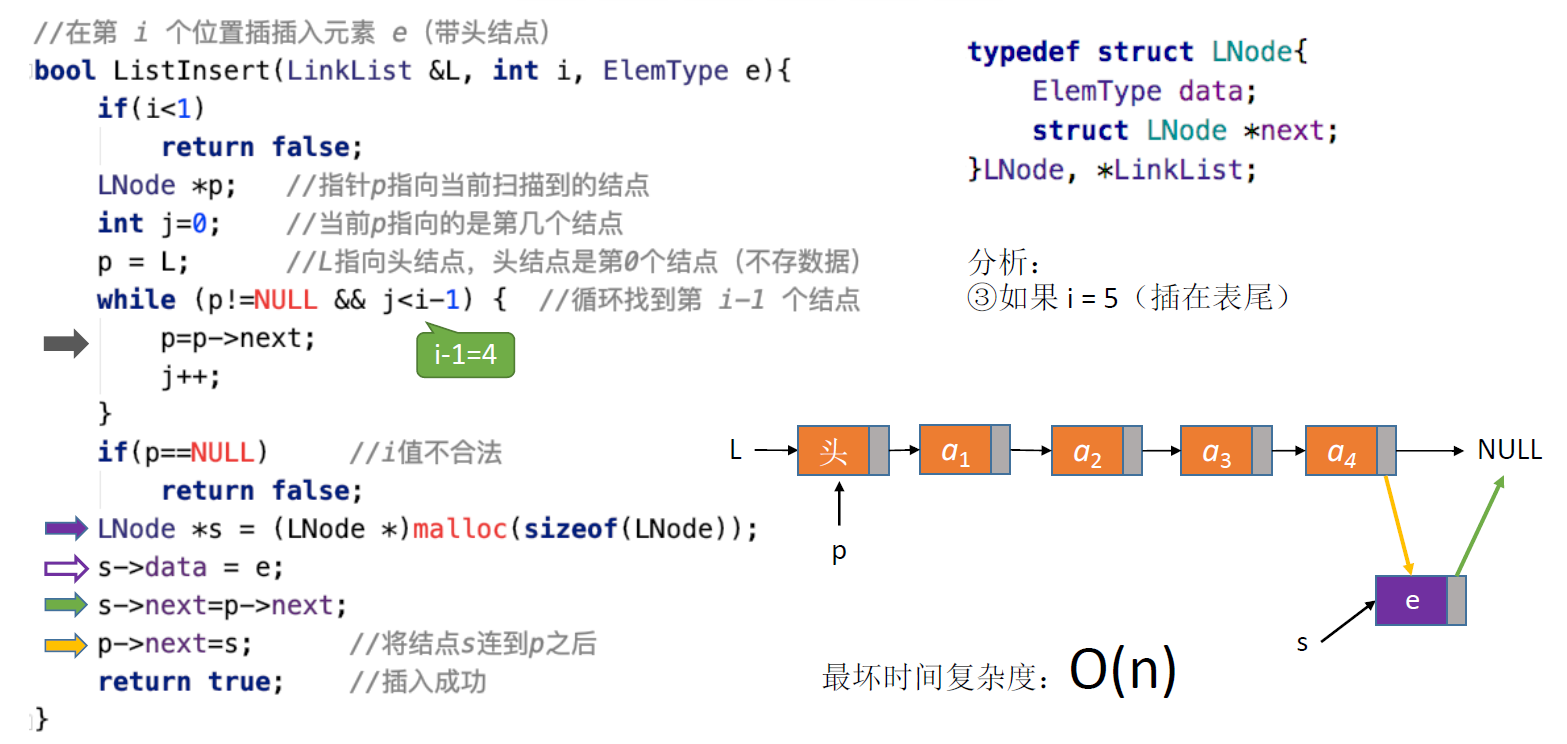 //在第 i 个位置插插入元素 e（带头结点）
bool ListInsert(LinkList &L, int i, ElemType e){
    if(i<1)
        return false;
    LNode *p;   //指针p指向当前扫描到的结点
    int j=0;    //当前p指向的是第几个结点
    p = L;      //L指向头结点，头结点是第0个结点（不存数据）
    while (p!=NULL && j<i-1) {  //循环找到第 i-1 个结点
        p=p->next;
i-1=4
        j++;
    }
    if(p==NULL)     //i值不合法
        return false;
    LNode *s = (LNode *)malloc(sizeof(LNode));
    s->data = e;
    s->next=p->next;
    p->next=s;      //将结点s连到p之后
    return true;    //插入成功
}
typedef struct LNode{
    ElemType data;
    struct LNode *next;
}LNode, *LinkList;
分析：
③如果 i = 5（插在表尾）
L 头 a1 a2 a3 a4 NULL
p
e
s
最坏时间复杂度：O(n)